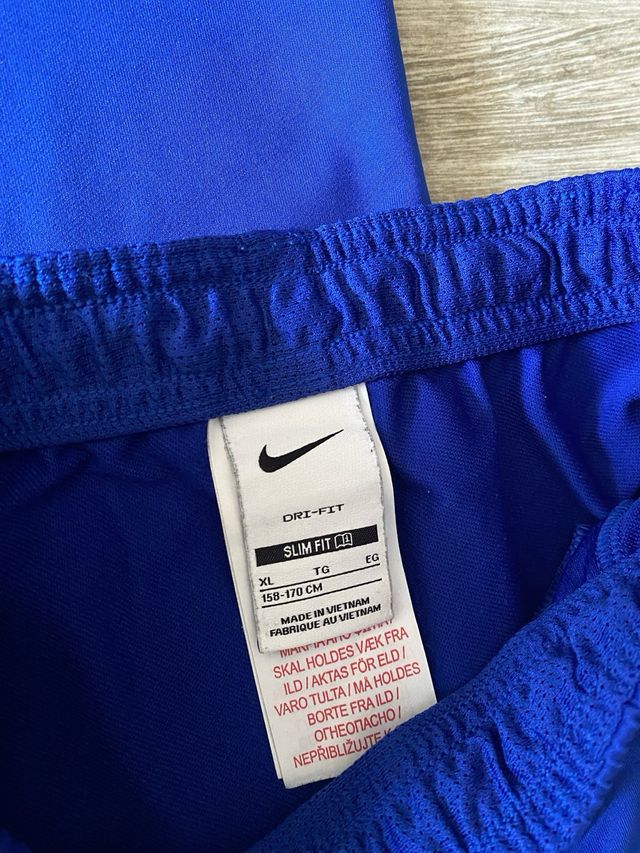 DRI-FIT
SLIM FIT
XL TG EG
158-170 CM
MADE IN VIETNAM
FABRIQUE AU VIETNAM
SKAL HOLDES VÆK FRA
ILD / AKTAS FÖR ELD /
VARO TULTA / MÅ HOLDES
BORTE FRA ILD /
ОГНЕОПАСНО /
NEPŘIBLIŽUJTE K